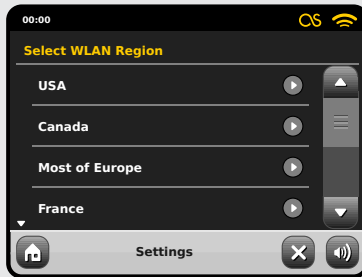 00:00
Select WLAN Region
USA
Canada
Most of Europe
France
Settings